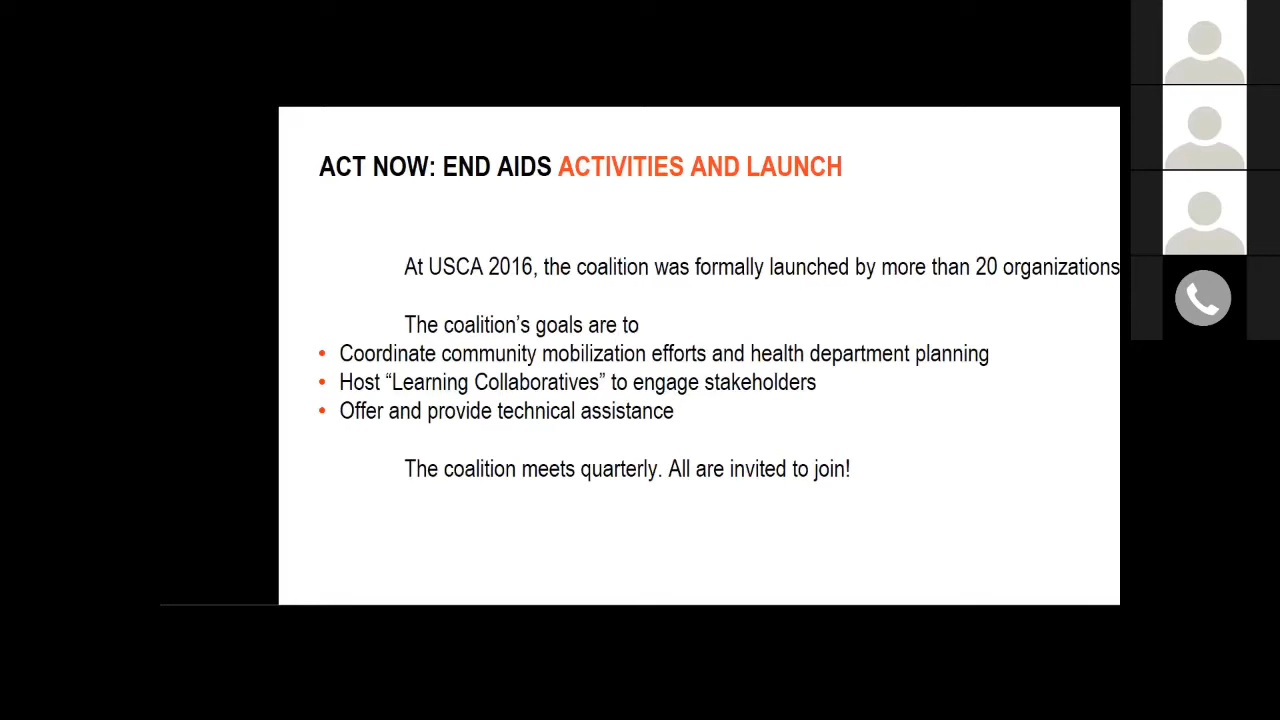 ACT NOW: END AIDS ACTIVITIES AND LAUNCH
At USCA 2016, the coalition was formally launched by more than 20 organizations
The coalition’s goals are to
• Coordinate community mobilization efforts and health department planning
• Host “Learning Collaboratives” to engage stakeholders
• Offer and provide technical assistance
The coalition meets quarterly. All are invited to join!